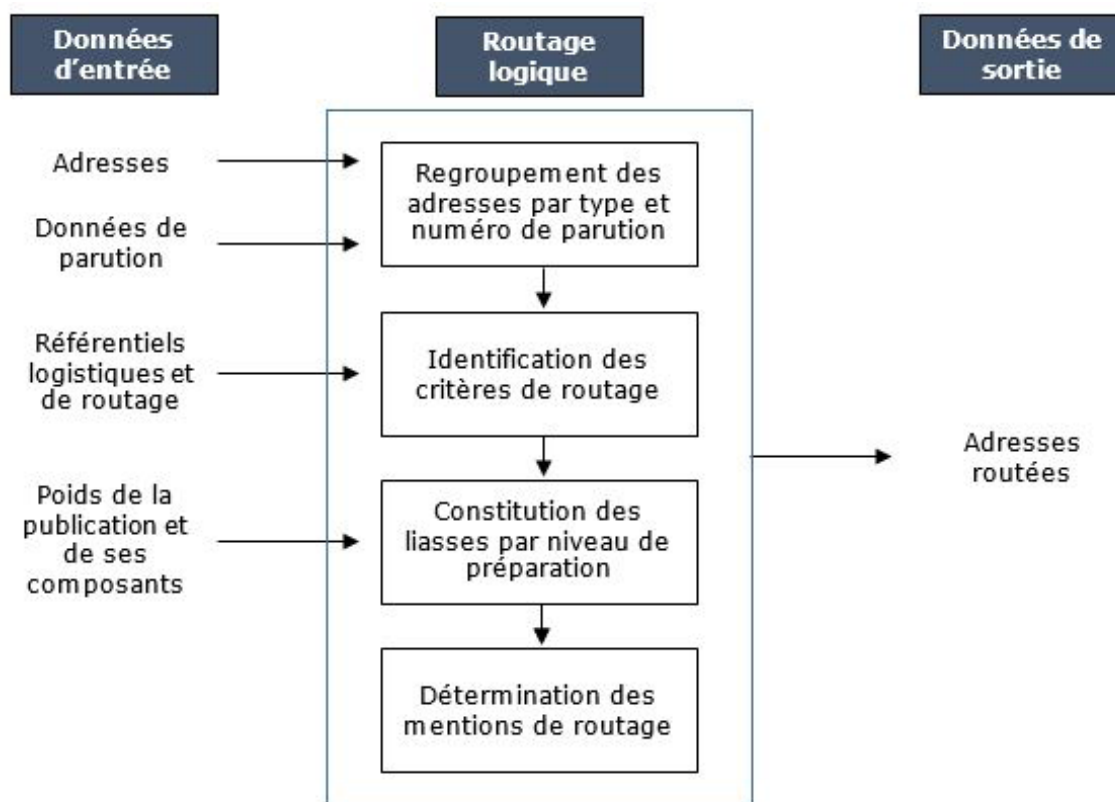 Données
d'entrée
Routage
logique
Données de
sortie
Adresses
Données de
parution
Référentiels
logistiques et
de routage
Poids de la
publication et
de ses
composants
Regroupement des
adresses par type et
numéro de parution
Identification des
critères de routage
Constitution des
liasses par niveau de
préparation
Détermination des
mentions de routage
Adresses
routées